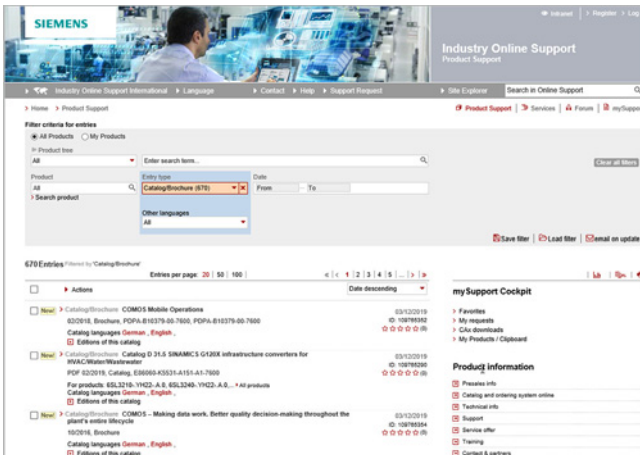 SIEMENS
Intranet > Register > Log
Industry Online Support
Product Support
Industry Online Support International > Language > Contact > Help > Support Request > Site Explorer Search in Online Support
> Home > Product Support
Product Support Services Forum mySuppo
Filter criteria for entries
All Products My Products
Product tree
All Enter search term... Clear all filters
Product Entry type Date
All Catalog/Brochure (670) From To
> Search product
Other languages
All
Save filter Load filter email on update
670 Entries Filtered by 'Catalog/Brochure'
Entries per page: 20 | 50 | 100 | « | < 1 | 2 | 3 | 4 | 5 | ... | > | »
> Actions Date descending
New! > Catalog/Brochure COMOS Mobile Operations 03/12/2019
02/2018, Brochure, PDPA-B10379-00-7600, PDPA-B10379-00-7600 ID: 109765352
Catalog languages German , English , (0)
Editions of this catalog
New! > Catalog/Brochure Catalog D 31.5 SINAMICS G120X infrastructure converters for 03/12/2019
HVAC/Water/Wastewater ID: 109765290
PDF 02/2019, Catalog, E86060-K5531-A151-A1-7600 (0)
For products: 6SL3210-.YH22-.A.0, 6SL3240-.YH22-.A.0,... > All products
Catalog languages German , English ,
Editions of this catalog
New! > Catalog/Brochure COMOS – Making data work. Better quality decision-making throughout the 03/12/2019
plant's entire lifecycle ID: 109765354
10/2016, Brochure (0)
Catalog languages German , English ,
Editions of this catalog
mySupport Cockpit
> Favorites
> My requests
> CAx downloads
> My Products / Clipboard
Product information
Presales info
Catalog and ordering system online
Technical info
Support
Service offer
Training
Contact & partners